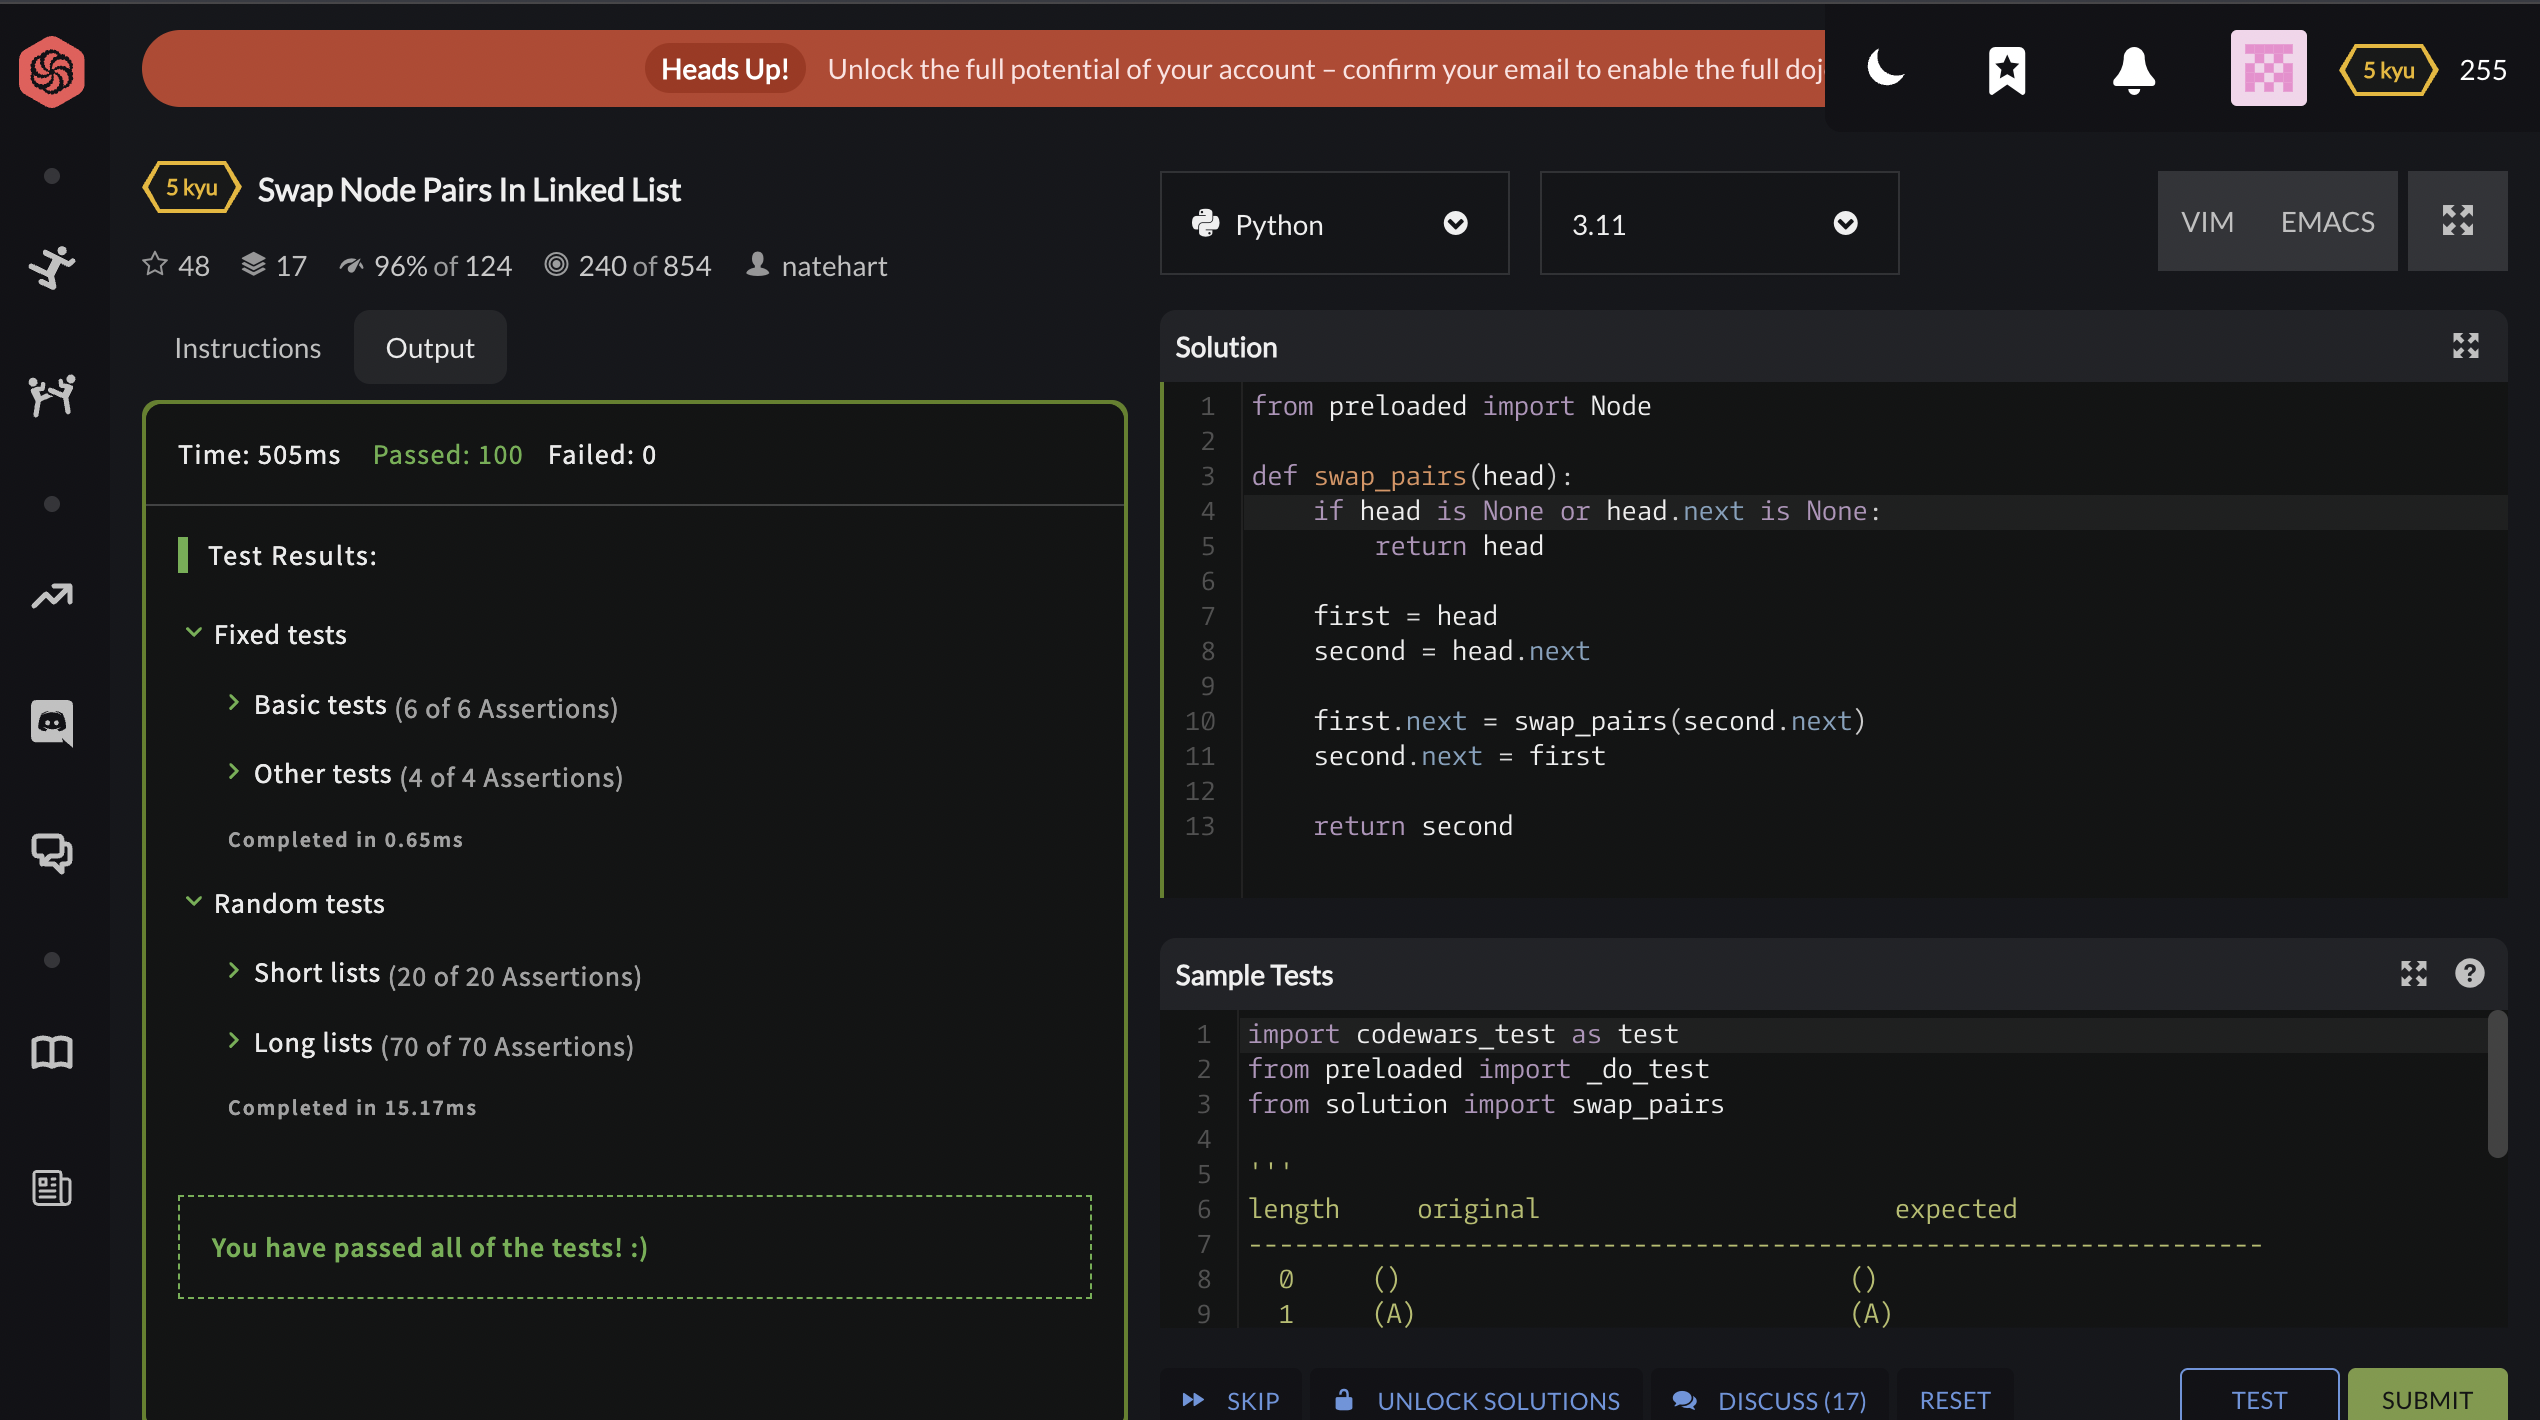 Heads Up! Unlock the full potential of your account – confirm your email to enable the full doj
5 kyu 255
5 kyu Swap Node Pairs In Linked List
48 17 96% of 124 240 of 854 natehart
Instructions Output
Time: 505ms Passed: 100 Failed: 0
Test Results:
Fixed tests
Basic tests (6 of 6 Assertions)
Other tests (4 of 4 Assertions)
Completed in 0.65ms
Random tests
Short lists (20 of 20 Assertions)
Long lists (70 of 70 Assertions)
Completed in 15.17ms
You have passed all of the tests! :)
Python 3.11 VIM EMACS
Solution
1 from preloaded import Node
2
3 def swap_pairs(head):
4     if head is None or head.next is None:
5         return head
6
7     first = head
8     second = head.next
9
10     first.next = swap_pairs(second.next)
11     second.next = first
12
13     return second
Sample Tests
1 import codewars_test as test
2 from preloaded import _do_test
3 from solution import swap_pairs
4
5 '''
6 length     original                       expected
7 ------------------------------------------------------------------
8   0     ()                               ()
9   1     (A)                              (A)
SKIP UNLOCK SOLUTIONS DISCUSS (17) RESET TEST SUBMIT